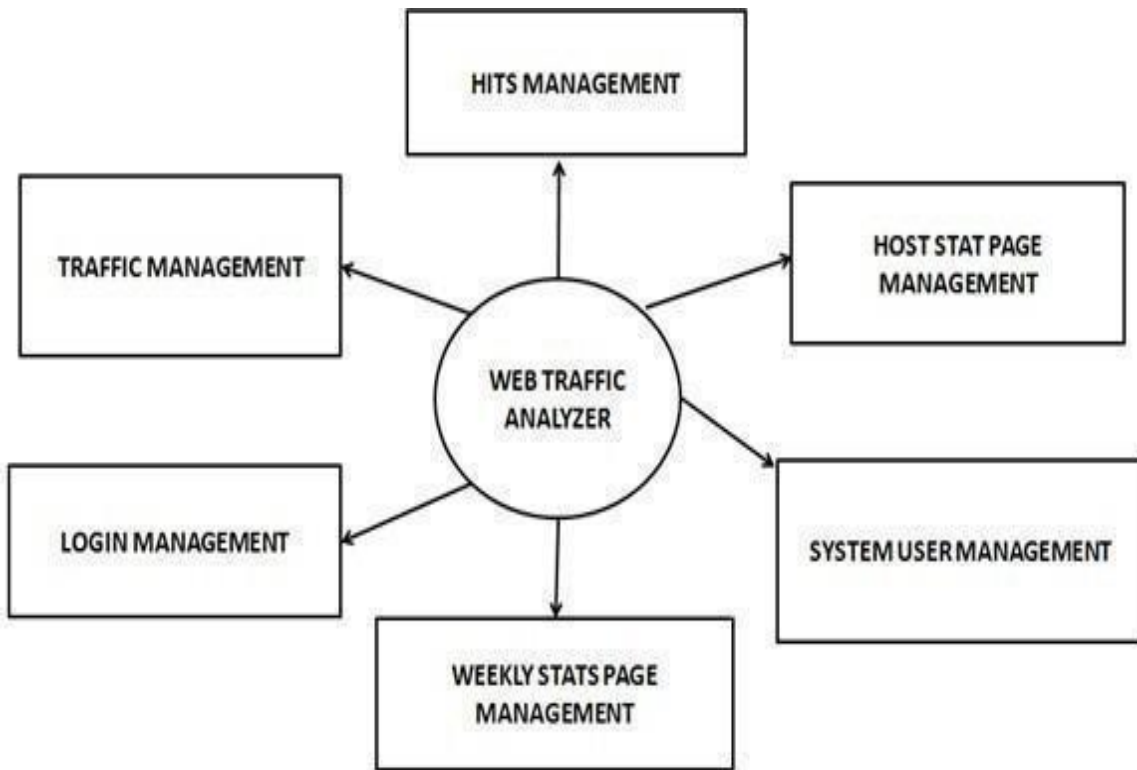 HITS MANAGEMENT
TRAFFIC MANAGEMENT
HOST STAT PAGE
MANAGEMENT
WEB TRAFFIC
ANALYZER
LOGIN MANAGEMENT
SYSTEM USER MANAGEMENT
WEEKLY STATS PAGE
MANAGEMENT